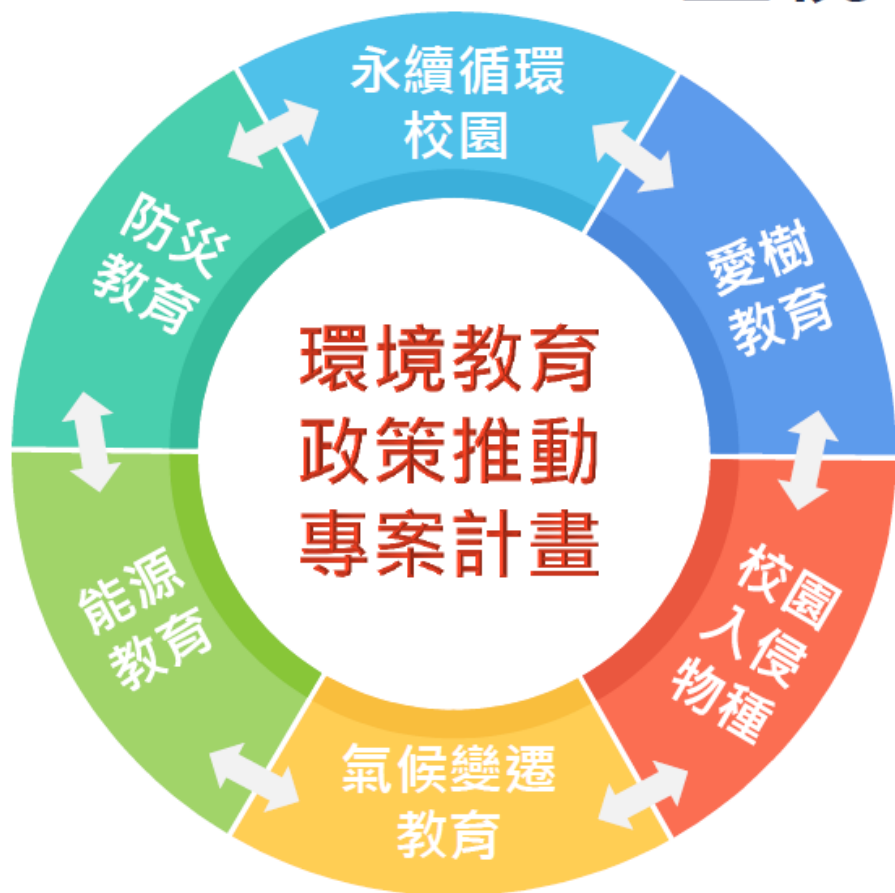 永續循環
校園
愛樹
教育
校園
入侵
物種
氣候變遷
教育
能源
教育
防災
教育
環境教育
政策推動
專案計畫